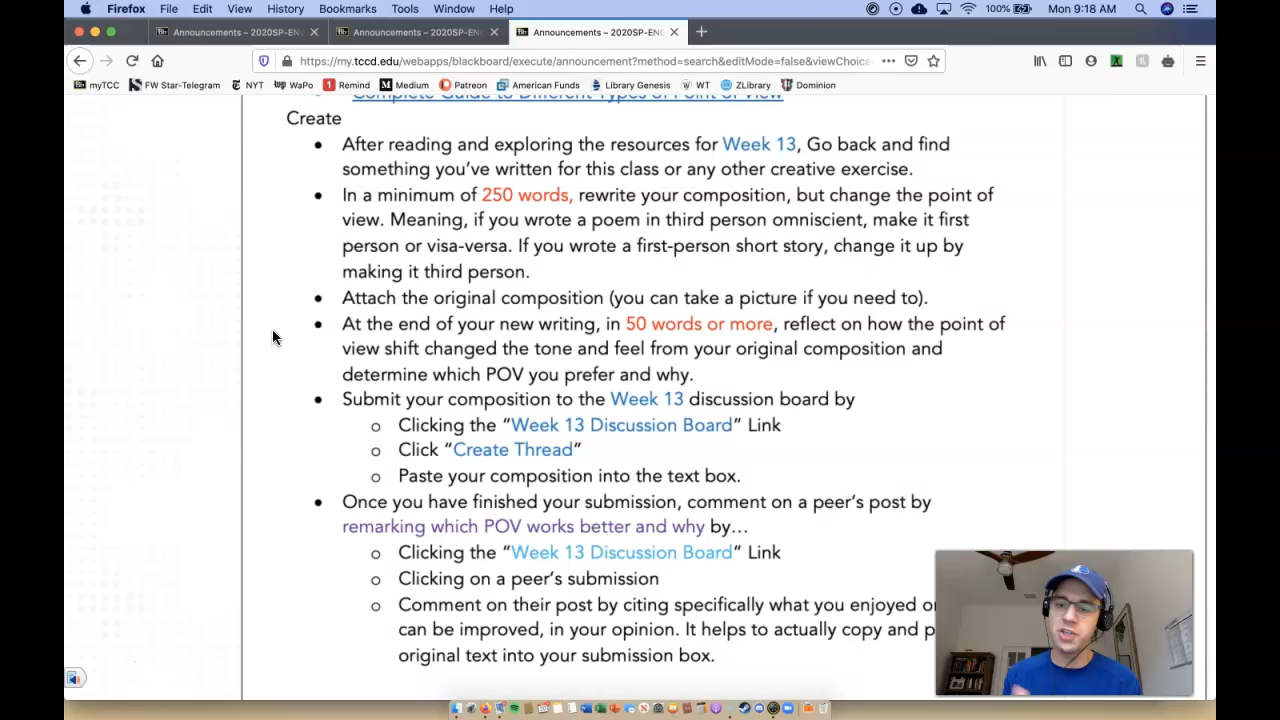 Firefox File Edit View History Bookmarks Tools Window Help 100% Mon 9:18 AM
Announcements – 2020SP-ENG Announcements – 2020SP-ENG Announcements – 2020SP-ENG
https://my.tccd.edu/webapps/blackboard/execute/announcement?method=search&editMode=false&viewChoice=
myTCC FW Star-Telegram NYT WaPo Remind Medium Patreon American Funds Library Genesis WT ZLibrary Dominion
Complete Guide to Different Types of Point of View
Create
• After reading and exploring the resources for Week 13, Go back and find
something you've written for this class or any other creative exercise.
• In a minimum of 250 words, rewrite your composition, but change the point of
view. Meaning, if you wrote a poem in third person omniscient, make it first
person or visa-versa. If you wrote a first-person short story, change it up by
making it third person.
• Attach the original composition (you can take a picture if you need to).
• At the end of your new writing, in 50 words or more, reflect on how the point of
view shift changed the tone and feel from your original composition and
determine which POV you prefer and why.
• Submit your composition to the Week 13 discussion board by
o Clicking the "Week 13 Discussion Board" Link
o Click "Create Thread"
o Paste your composition into the text box.
• Once you have finished your submission, comment on a peer's post by
remarking which POV works better and why by…
o Clicking the "Week 13 Discussion Board" Link
o Clicking on a peer's submission
o Comment on their post by citing specifically what you enjoyed or
can be improved, in your opinion. It helps to actually copy and p
original text into your submission box.